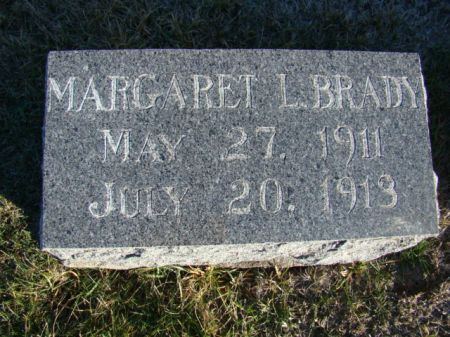 MARGARET L. BRADY
MAY 27, 1911
JULY 20, 1913